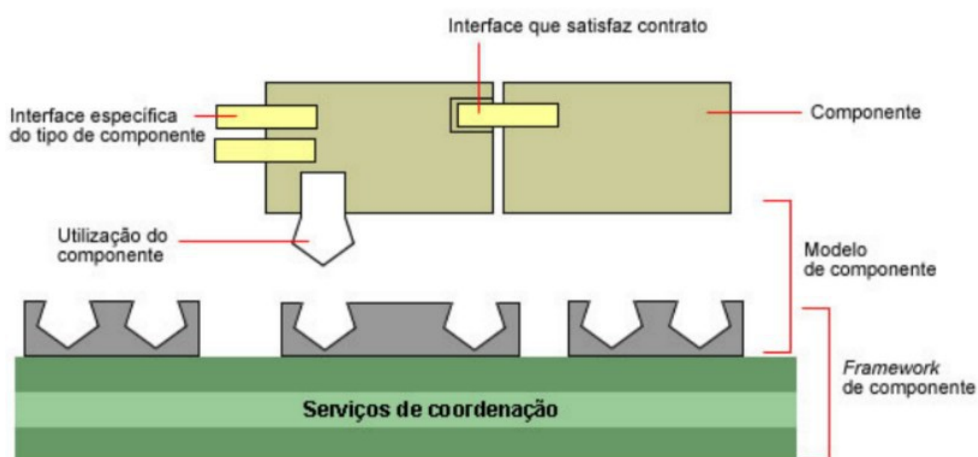 Interface que satisfaz contrato
Interface específica
do tipo de componente
Componente
Utilização do
componente
Modelo
de componente
Framework
de componente
Serviços de coordenação